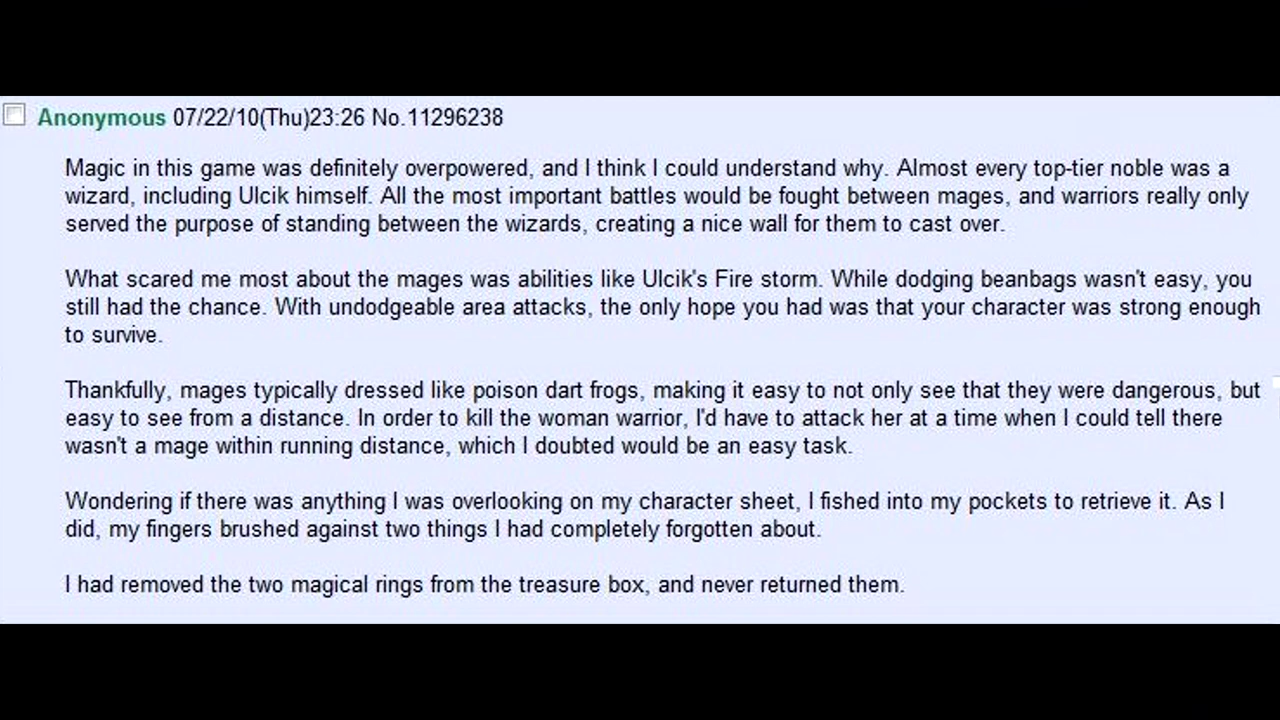 Anonymous 07/22/10(Thu)23:26 No.11296238
Magic in this game was definitely overpowered, and I think I could understand why. Almost every top-tier noble was a
wizard, including Ulcik himself. All the most important battles would be fought between mages, and warriors really only
served the purpose of standing between the wizards, creating a nice wall for them to cast over.
What scared me most about the mages was abilities like Ulcik's Fire storm. While dodging beanbags wasn't easy, you
still had the chance. With undodgeable area attacks, the only hope you had was that your character was strong enough
to survive.
Thankfully, mages typically dressed like poison dart frogs, making it easy to not only see that they were dangerous, but
easy to see from a distance. In order to kill the woman warrior, I'd have to attack her at a time when I could tell there
wasn't a mage within running distance, which I doubted would be an easy task.
Wondering if there was anything I was overlooking on my character sheet, I fished into my pockets to retrieve it. As I
did, my fingers brushed against two things I had completely forgotten about.
I had removed the two magical rings from the treasure box, and never returned them.